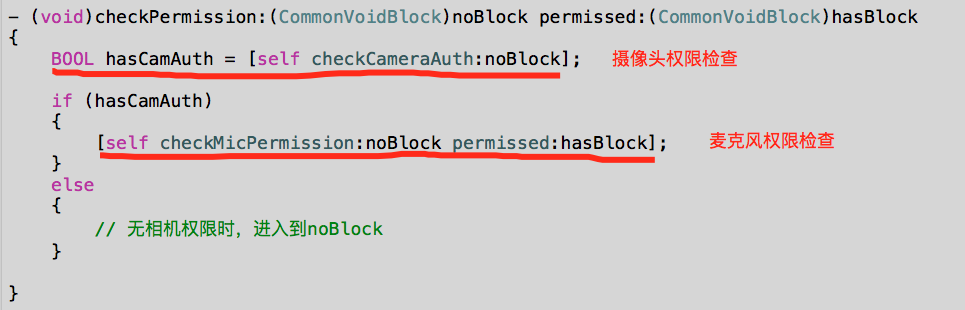 - (void)checkPermission:(CommonVoidBlock)noBlock permissed:(CommonVoidBlock)hasBlock
{
BOOL hasCamAuth = [self checkCameraAuth:noBlock]; 摄像头权限检查
if (hasCamAuth)
{
[self checkMicPermission:noBlock permissed:hasBlock]; 麦克风权限检查
}
else
{
// 无相机权限时，进入到noBlock
}
}